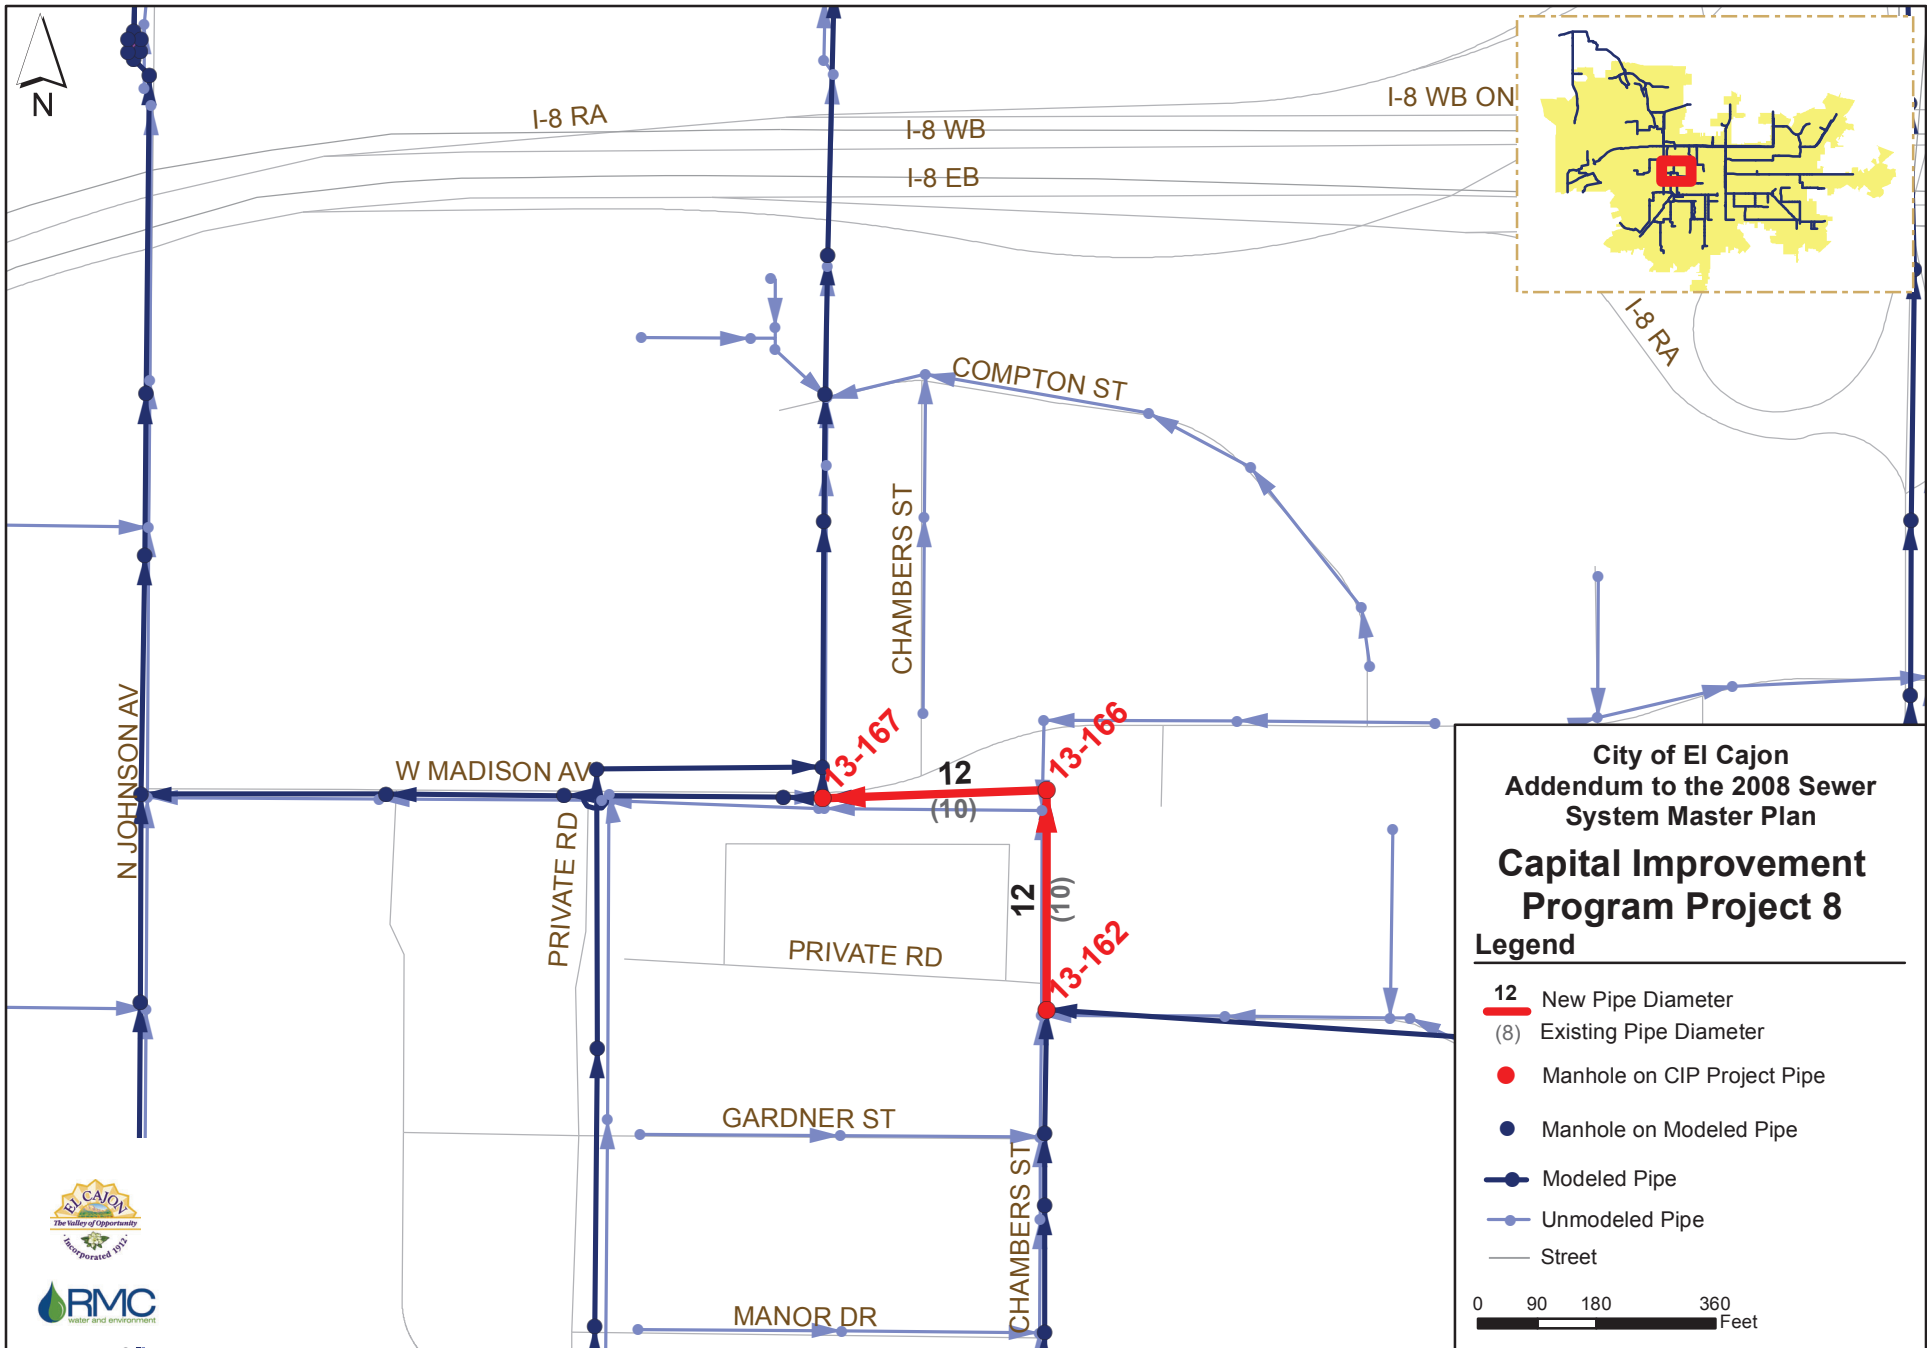 N
I-8 RA
I-8 WB
I-8 WB ON
I-8 EB
I-8 RA
COMPTON ST
CHAMBERS ST
N JOHNSON AV
W MADISON AV
13-167
13-166
12
(10)
PRIVATE RD
12
(10)
PRIVATE RD
13-162
GARDNER ST
CHAMBERS ST
MANOR DR
EL CAJON
The Valley of Opportunity
Incorporated 1912
RMC
water and environment
City of El Cajon
Addendum to the 2008 Sewer
System Master Plan
Capital Improvement
Program Project 8
Legend
12
New Pipe Diameter
(8) Existing Pipe Diameter
Manhole on CIP Project Pipe
Manhole on Modeled Pipe
Modeled Pipe
Unmodeled Pipe
Street
0 90 180 360
Feet